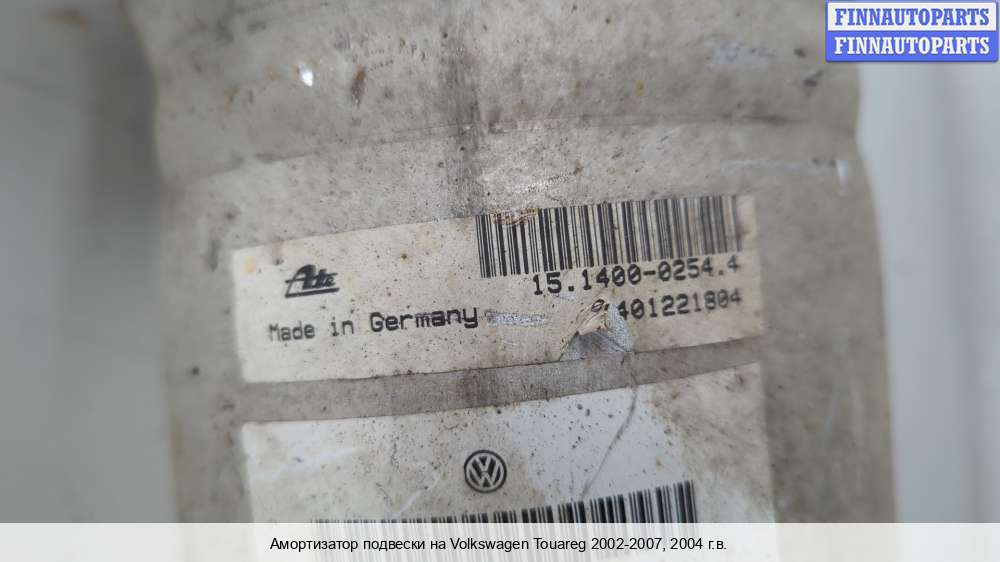 FINNAUTOPARTS
FINNAUTOPARTS
Ate
15.1400-0254.4
Made in Germany
401221804
VW
Амортизатор подвески на Volkswagen Touareg 2002-2007, 2004 г.в.